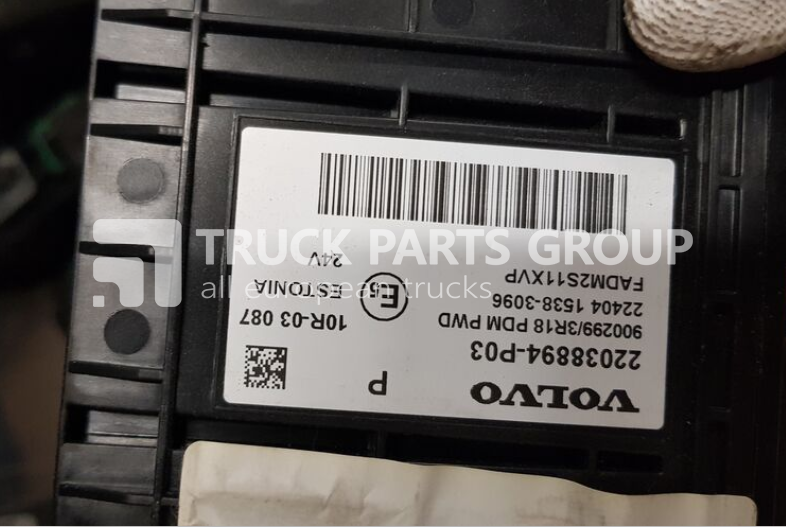 VOLVO P
22038894-P03
900299/3R18 PDM PWD 10R-03 087
22404 1538-3096 E5 ESTONIA
FADM2S11XVP 24V
TRUCK PARTS GROUP
all european trucks